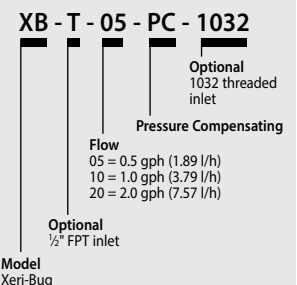 XB - T - 05 - PC - 1032
Optional
1032 threaded
inlet
Pressure Compensating
Flow
05 = 0.5 gph (1.89 l/h)
10 = 1.0 gph (3.79 l/h)
20 = 2.0 gph (7.57 l/h)
Optional
½" FPT inlet
Model
Xeri-Bug